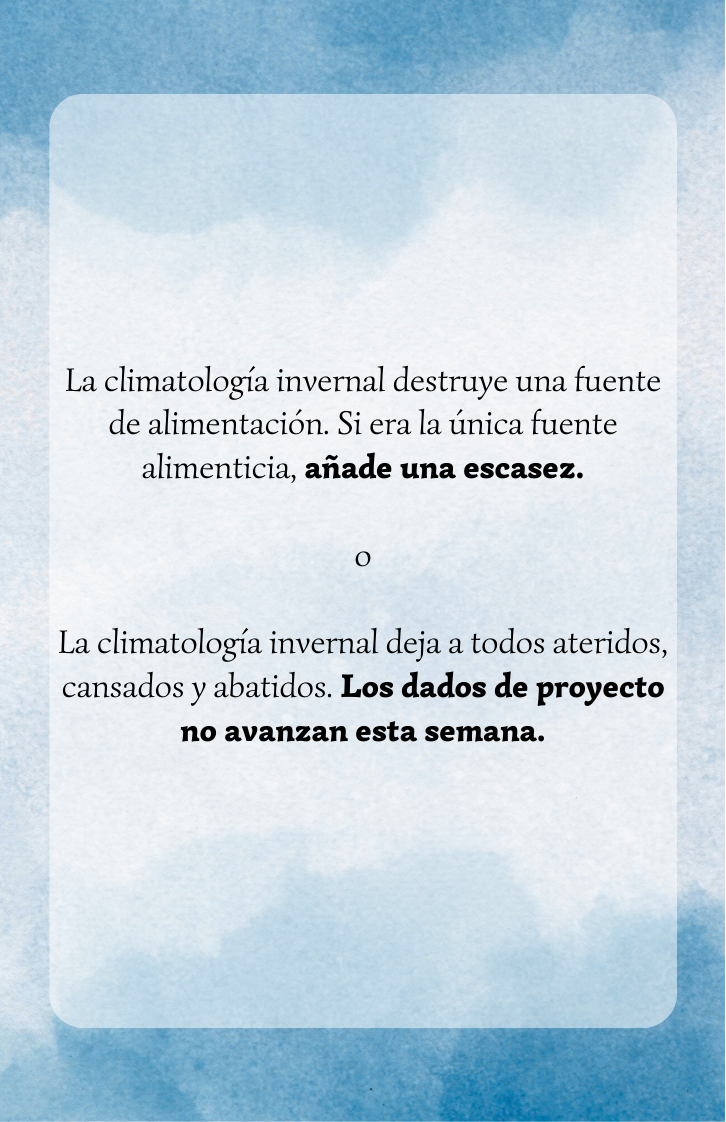 La climatología invernal destruye una fuente
de alimentación. Si era la única fuente
alimenticia, añade una escasez.
o
La climatología invernal deja a todos ateridos,
cansados y abatidos. Los dados de proyecto
no avanzan esta semana.